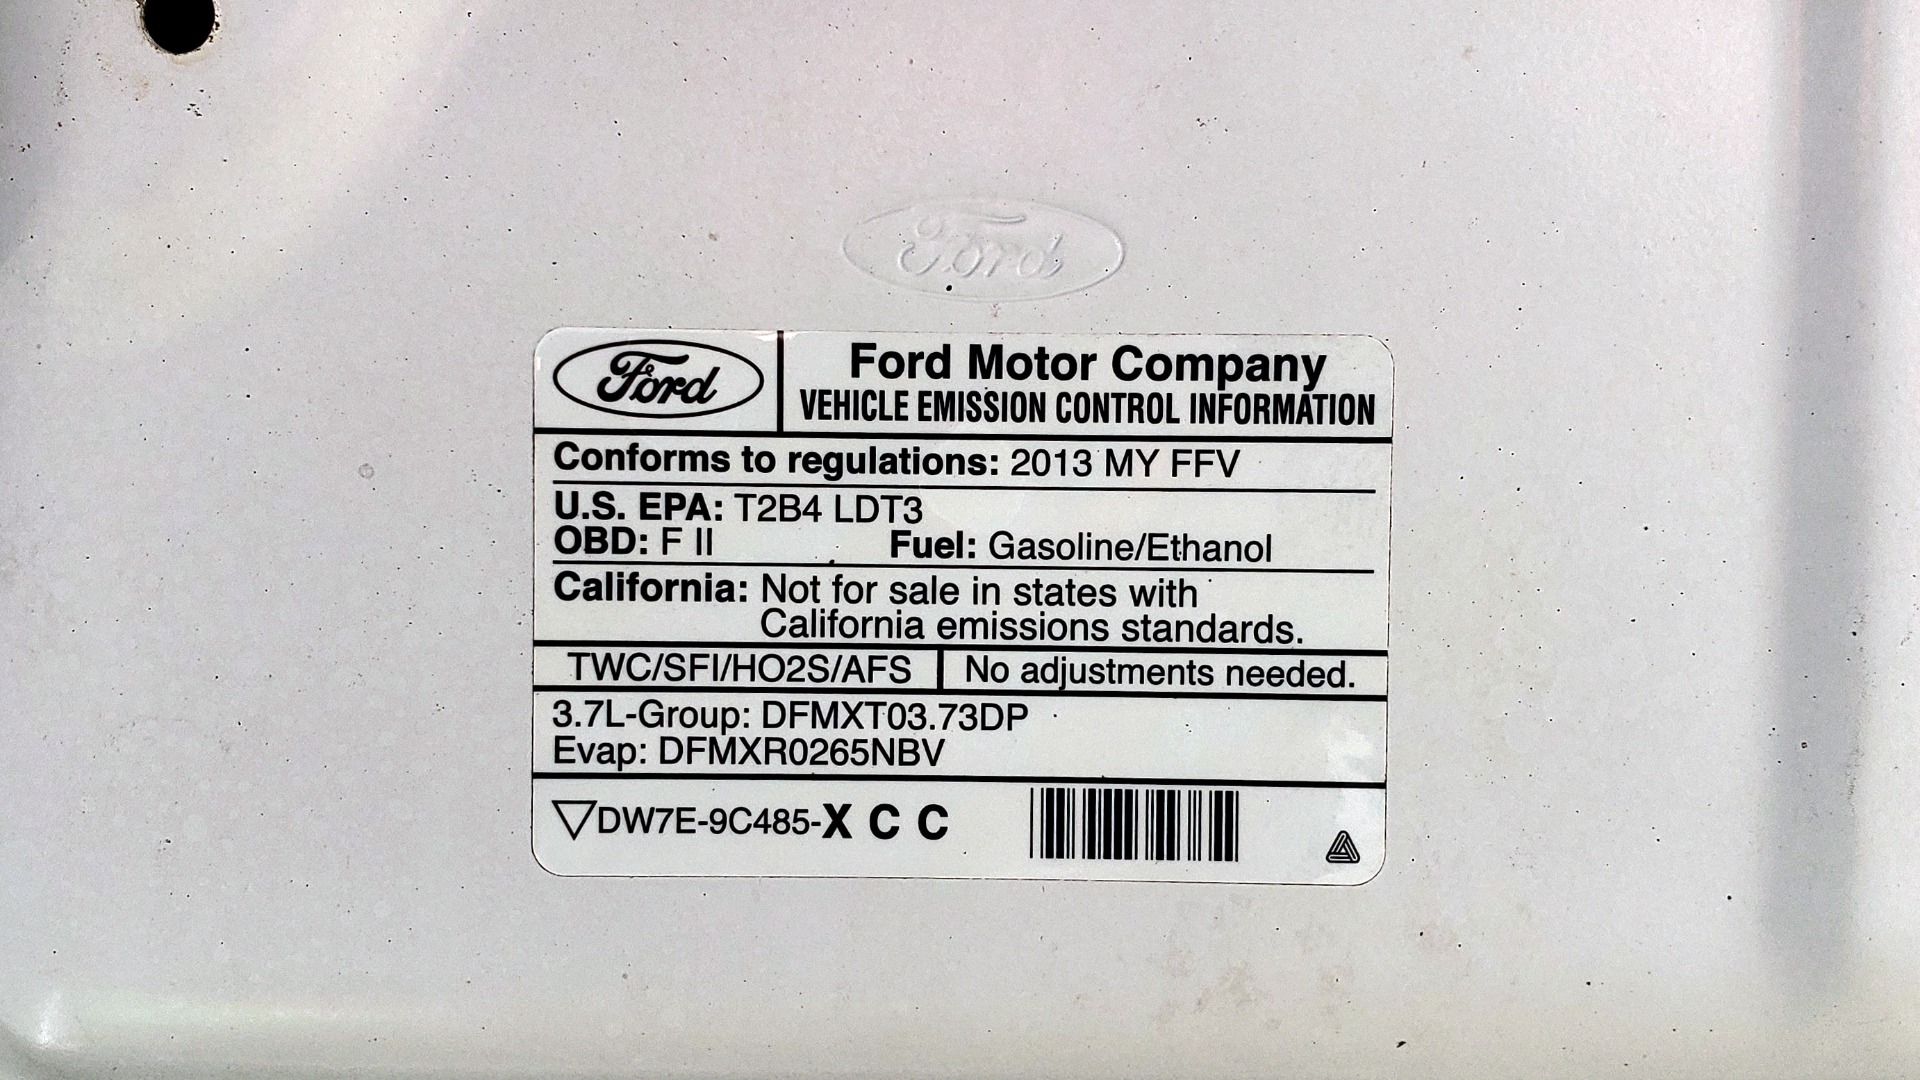 Ford
Ford
Ford Motor Company
VEHICLE EMISSION CONTROL INFORMATION
Conforms to regulations: 2013 MY FFV
U.S. EPA: T2B4 LDT3
OBD: F II Fuel: Gasoline/Ethanol
California: Not for sale in states with
California emissions standards.
TWC/SFI/HO2S/AFS No adjustments needed.
3.7L-Group: DFMXT03.73DP
Evap: DFMXR0265NBV
DW7E-9C485-X C C